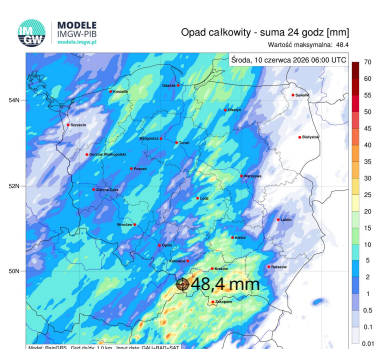 IM
GW
MODELE
IMGW-PIB
modele.imgw.pl
Opad całkowity - suma 24 godz [mm]
Wartość maksymalna: 48.4
Środa, 10 czerwca 2026 06:00 UTC
70
60
55
50
45
40
35
30
25
20
15
10
5
2
1
0.5
0.1
0.01
54N
52N
50N
Koszalin
Gdańsk
Olsztyn
Suwałki
Szczecin
Białystok
Bydgoszcz
Toruń
Gorzów Wielkopolski
Poznań
Warszawa
Zielona Góra
Łódź
Wrocław
Lublin
Kielce
Opole
Katowice
Kraków
Rzeszów
Zakopane
48,4 mm